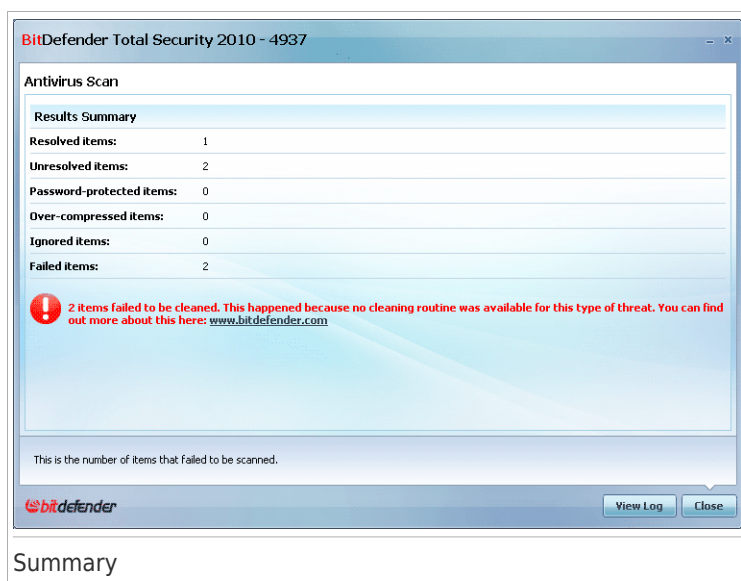 BitDefender Total Security 2010 - 4937
Antivirus Scan
Results Summary
Resolved items: 1
Unresolved items: 2
Password-protected items: 0
Over-compressed items: 0
Ignored items: 0
Failed items: 2
2 items failed to be cleaned. This happened because no cleaning routine was available for this type of threat. You can find
out more about this here: www.bitdefender.com
This is the number of items that failed to be scanned.
bitdefender View Log Close
Summary